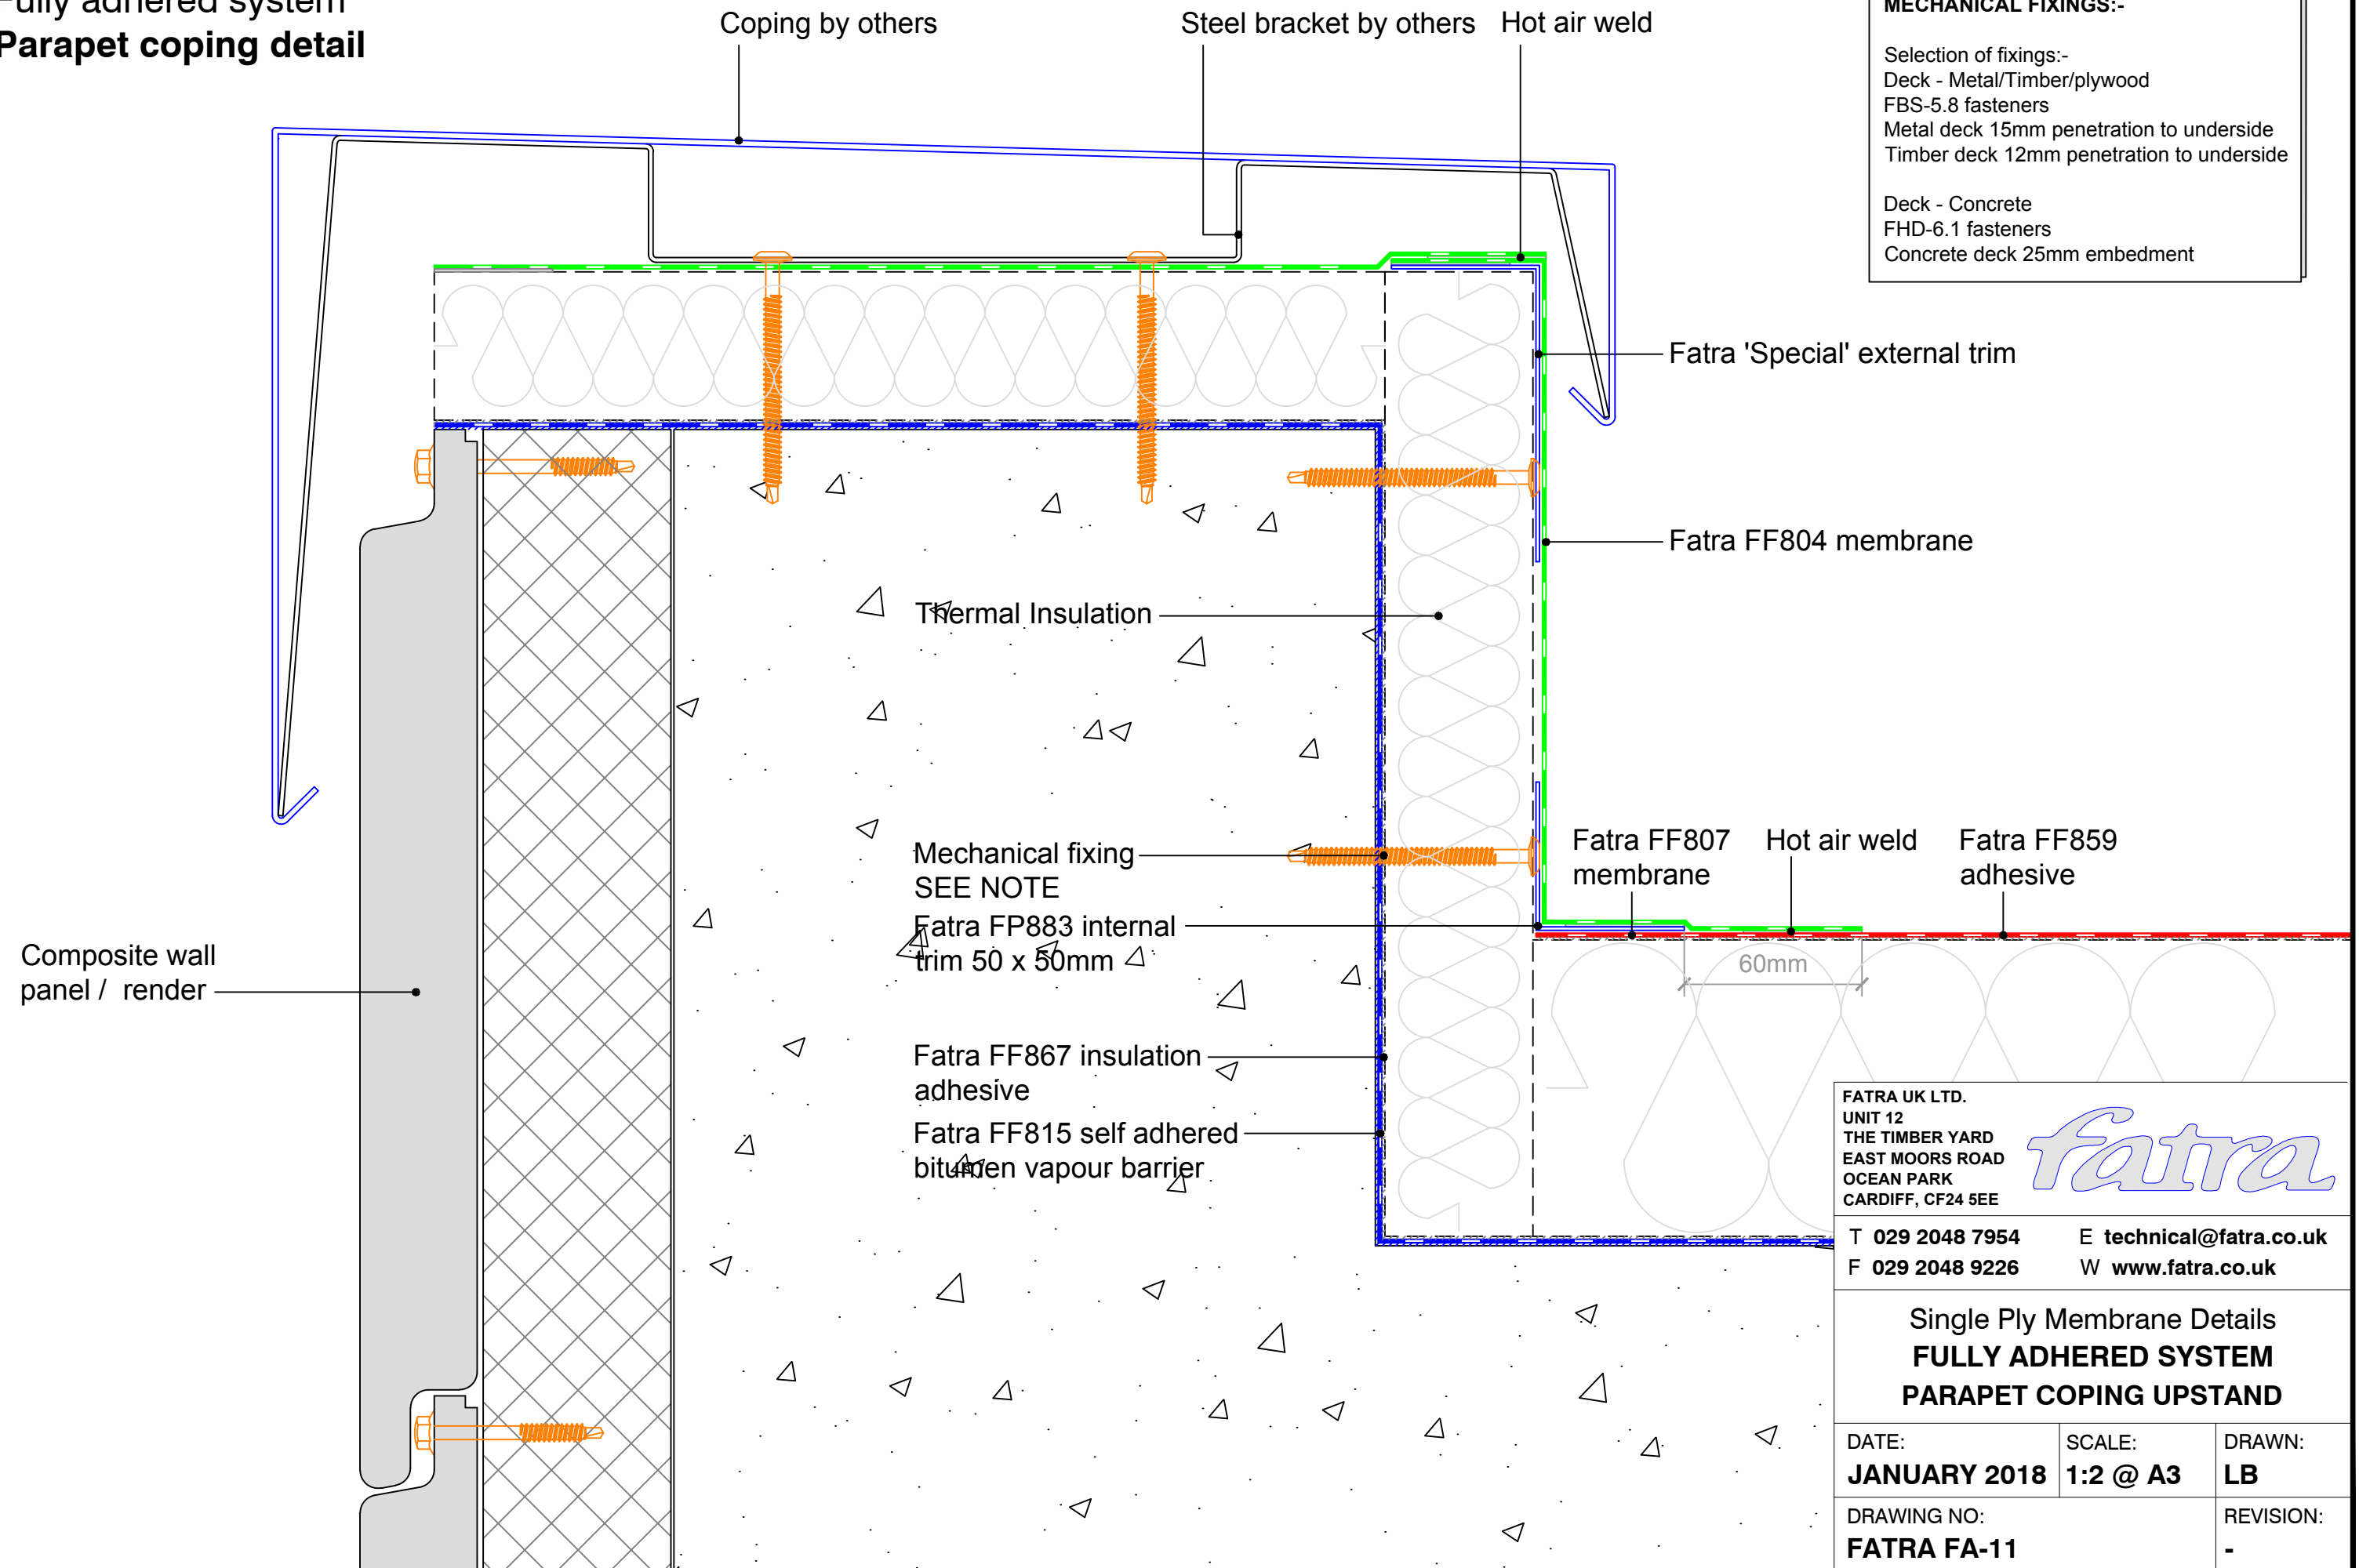 Fully adhered system
Parapet coping detail
Coping by others
Steel bracket by others
Hot air weld
MECHANICAL FIXINGS:-
Selection of fixings:-
Deck - Metal/Timber/plywood
FBS-5.8 fasteners
Metal deck 15mm penetration to underside
Timber deck 12mm penetration to underside
Deck - Concrete
FHD-6.1 fasteners
Concrete deck 25mm embedment
Fatra 'Special' external trim
Fatra FF804 membrane
Thermal Insulation
Mechanical fixing
SEE NOTE
Fatra FP883 internal
trim 50 x 50mm
Fatra FF807
membrane
Hot air weld
Fatra FF859
adhesive
60mm
Composite wall
panel / render
Fatra FF867 insulation
adhesive
Fatra FF815 self adhered
bitumen vapour barrier
FATRA UK LTD.
UNIT 12
THE TIMBER YARD
EAST MOORS ROAD
OCEAN PARK
CARDIFF, CF24 5EE
fatra
T 029 2048 7954
E technical@fatra.co.uk
F 029 2048 9226
W www.fatra.co.uk
Single Ply Membrane Details
FULLY ADHERED SYSTEM
PARAPET COPING UPSTAND
DATE:
JANUARY 2018
SCALE:
1:2 @ A3
DRAWN:
LB
DRAWING NO:
FATRA FA-11
REVISION:
-